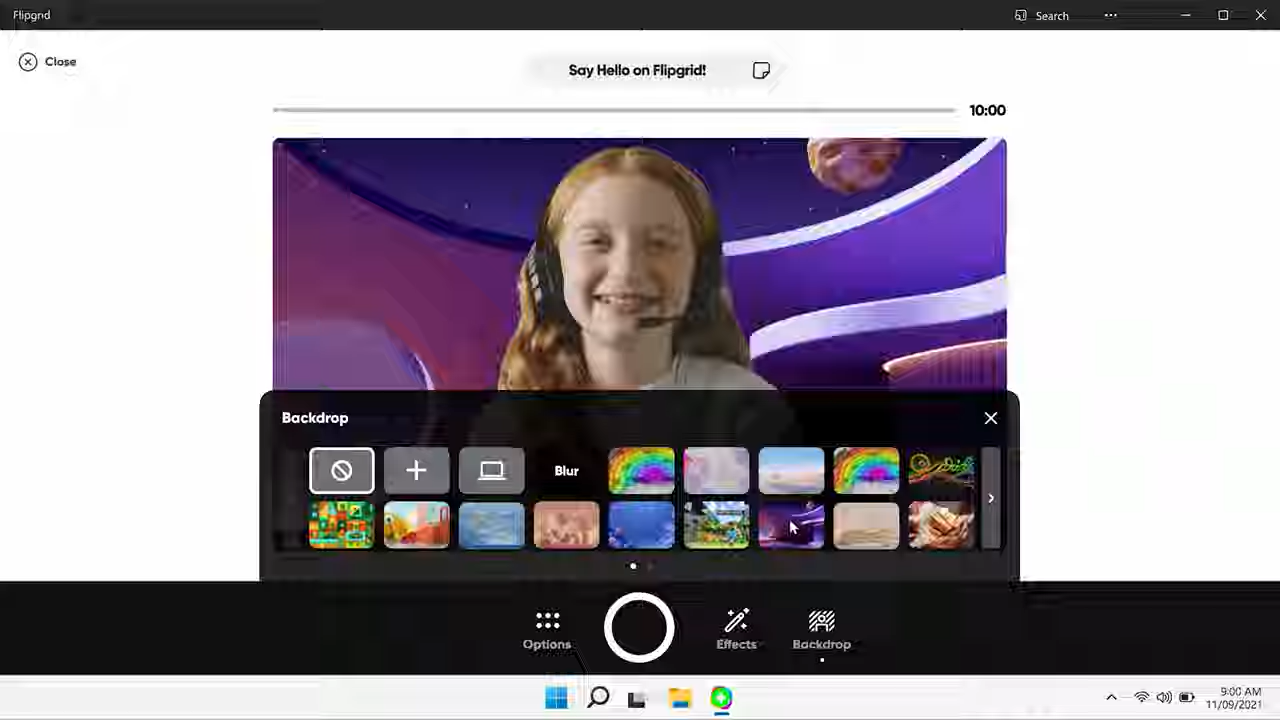 Flipgrid
Search
Close
Say Hello on Flipgrid!
10:00
Backdrop
Blur
Options
Effects
Backdrop
9:00 AM
11/09/2021